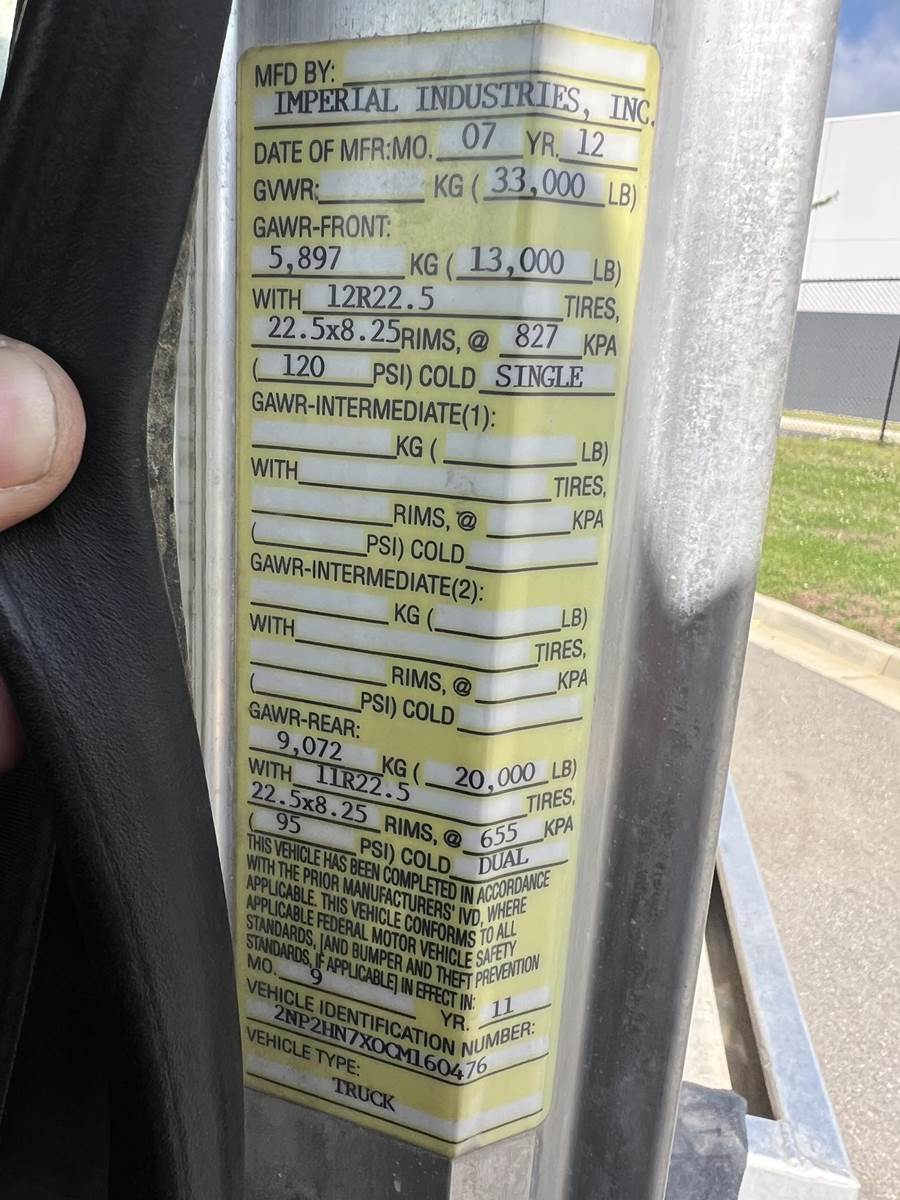 MFD BY:
IMPERIAL INDUSTRIES, INC.
DATE OF MFR:MO. 07 YR. 12
GVWR: KG ( 33,000 LB)
GAWR-FRONT:
5,897 KG ( 13,000 LB)
WITH 12R22.5 TIRES,
22.5x8.25 RIMS, @ 827 KPA
( 120 PSI) COLD SINGLE
GAWR-INTERMEDIATE(1):
KG ( LB)
WITH TIRES,
RIMS, @ KPA
( PSI) COLD
GAWR-INTERMEDIATE(2):
KG ( LB)
WITH TIRES,
RIMS, @ KPA
( PSI) COLD
GAWR-REAR:
9,072 KG ( 20,000 LB)
WITH 11R22.5 TIRES,
22.5x8.25 RIMS, @ 655 KPA
( 95 PSI) COLD DUAL
THIS VEHICLE HAS BEEN COMPLETED IN ACCORDANCE
WITH THE PRIOR MANUFACTURERS' IVD, WHERE
APPLICABLE. THIS VEHICLE CONFORMS TO ALL
APPLICABLE FEDERAL MOTOR VEHICLE SAFETY
STANDARDS, [AND BUMPER AND THEFT PREVENTION
STANDARDS, IF APPLICABLE] IN EFFECT IN:
MO. 9 YR. 11
VEHICLE IDENTIFICATION NUMBER:
2NP2HN7XOCM160476
VEHICLE TYPE:
TRUCK